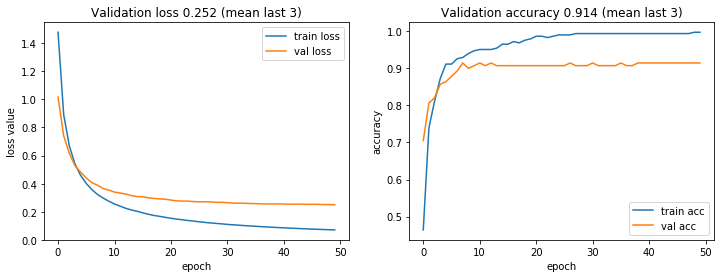 Validation loss 0.252 (mean last 3)
loss value
1.4
1.2
1.0
0.8
0.6
0.4
0.2
0.0
train loss
val loss
0 10 20 30 40 50
epoch
Validation accuracy 0.914 (mean last 3)
accuracy
1.0
0.9
0.8
0.7
0.6
0.5
train acc
val acc
0 10 20 30 40 50
epoch